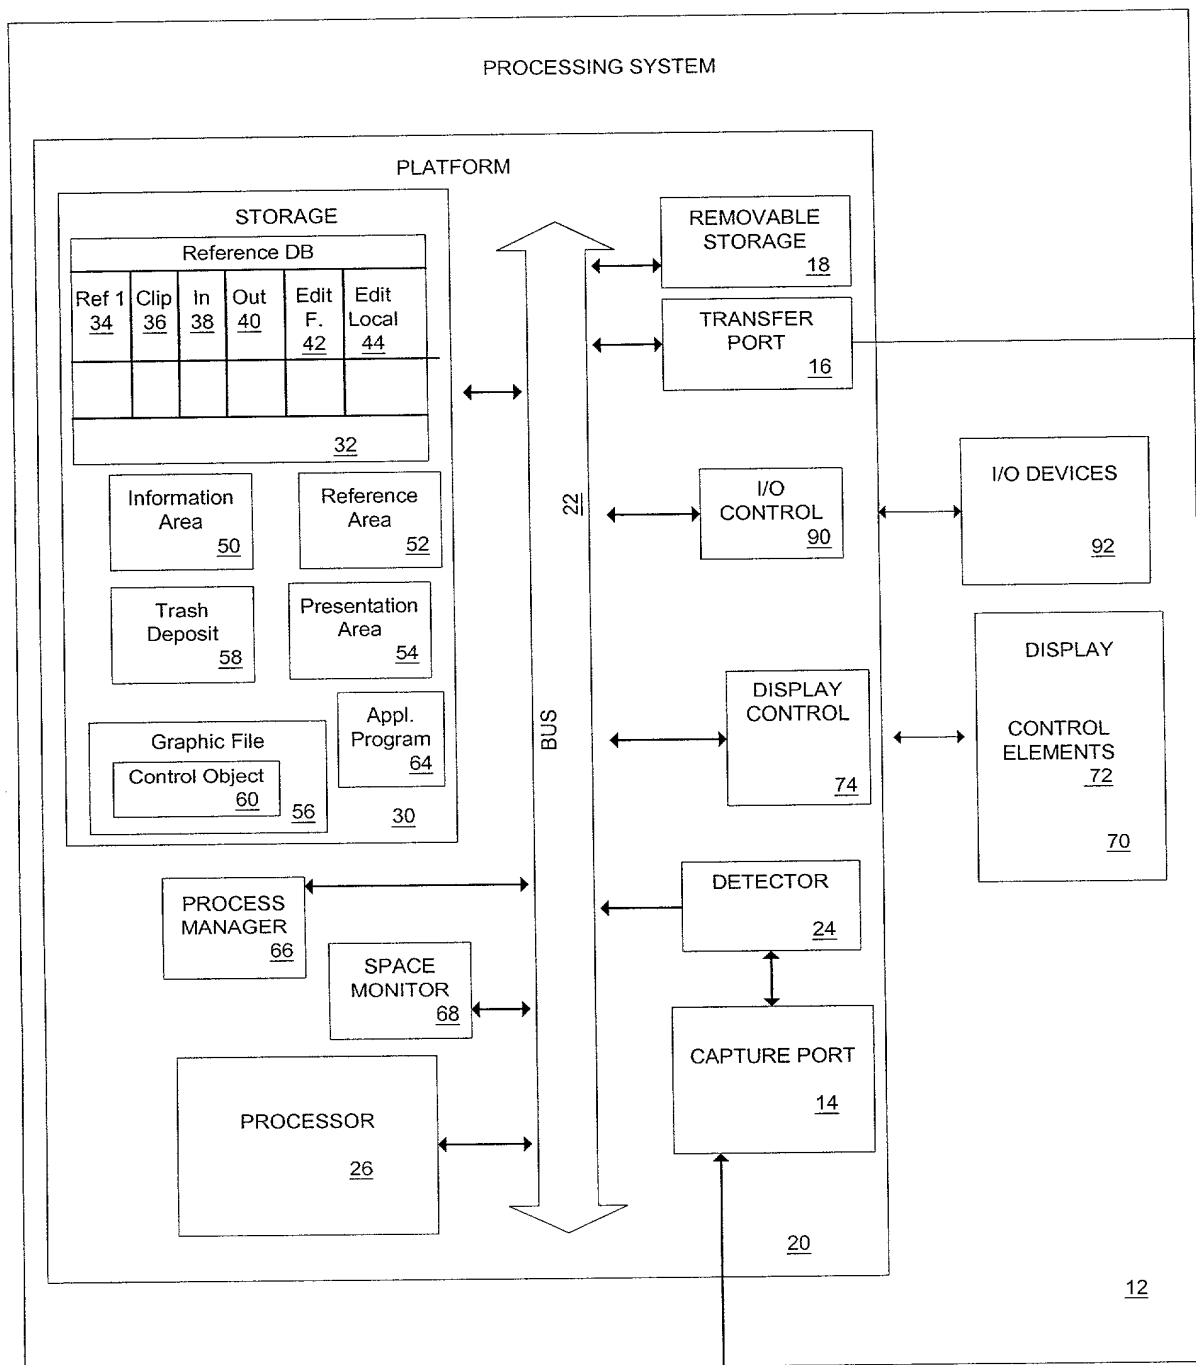 PROCESSING SYSTEM
PLATFORM
STORAGE
Reference DB
Ref 1
34
Clip
36
In
38
Out
40
Edit
F.
42
Edit
Local
44
32
Information
Area
50
Reference
Area
52
Trash
Deposit
58
Presentation
Area
54
Graphic File
Control Object
60
56
Appl.
Program
64
30
PROCESS
MANAGER
66
SPACE
MONITOR
68
PROCESSOR
26
BUS
22
REMOVABLE
STORAGE
18
TRANSFER
PORT
16
I/O
CONTROL
90
I/O DEVICES
92
DISPLAY
CONTROL
74
DISPLAY
CONTROL
ELEMENTS
72
70
DETECTOR
24
CAPTURE PORT
14
20
12